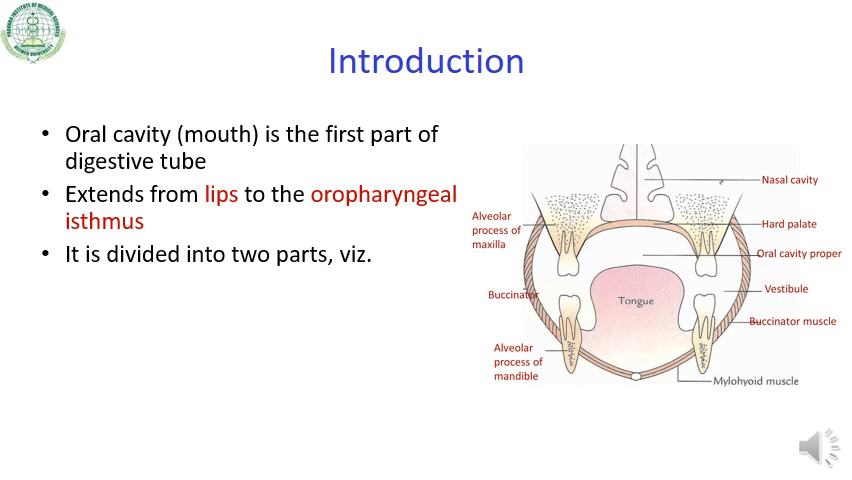 Introduction
• Oral cavity (mouth) is the first part of
digestive tube
• Extends from lips to the oropharyngeal
isthmus
• It is divided into two parts, viz.
Nasal cavity
Alveolar
process of
maxilla
Hard palate
Oral cavity proper
Vestibule
Buccinator
Tongue
Buccinator muscle
Alveolar
process of
mandible
Mylohyoid muscle